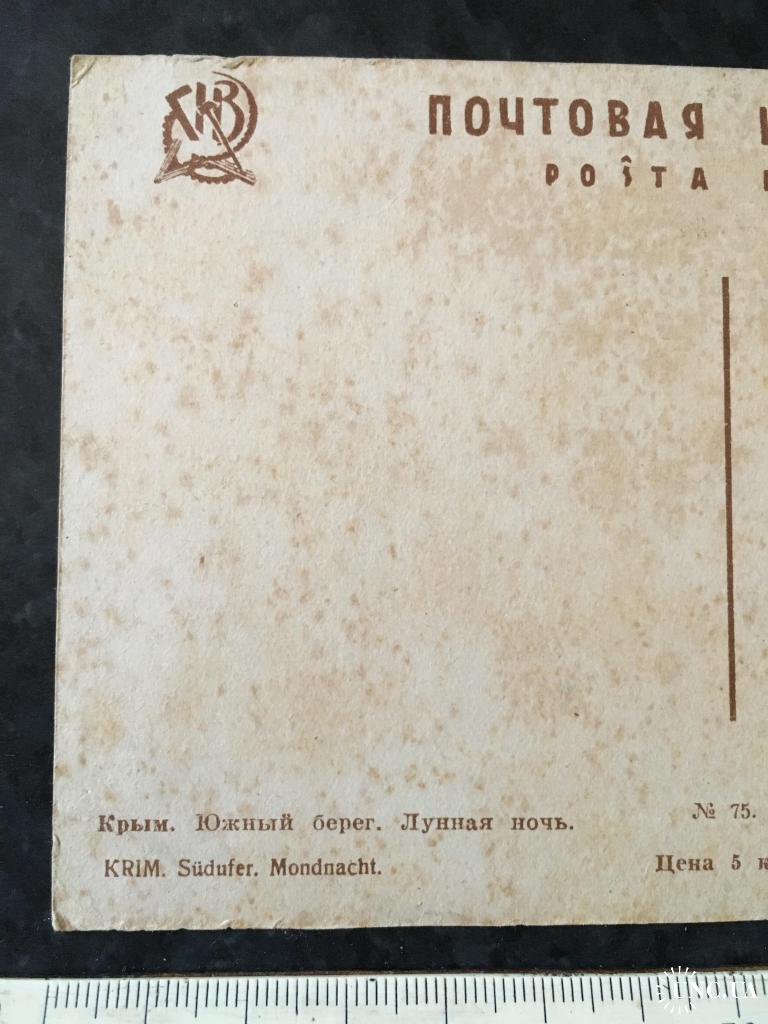 ПОЧТОВАЯ
POŜTA
Крым. Южный берег. Лунная ночь.
№ 75.
KRIM. Südufer. Mondnacht.
Цена 5 к